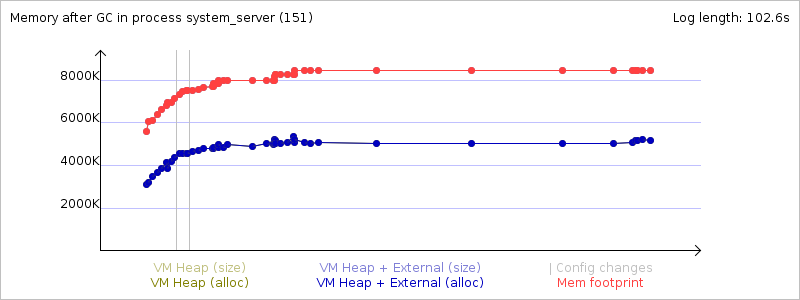 Memory after GC in process system_server (151)
Log length: 102.6s
8000K
6000K
4000K
2000K
VM Heap (size)
VM Heap + External (size)
| Config changes
VM Heap (alloc)
VM Heap + External (alloc)
Mem footprint